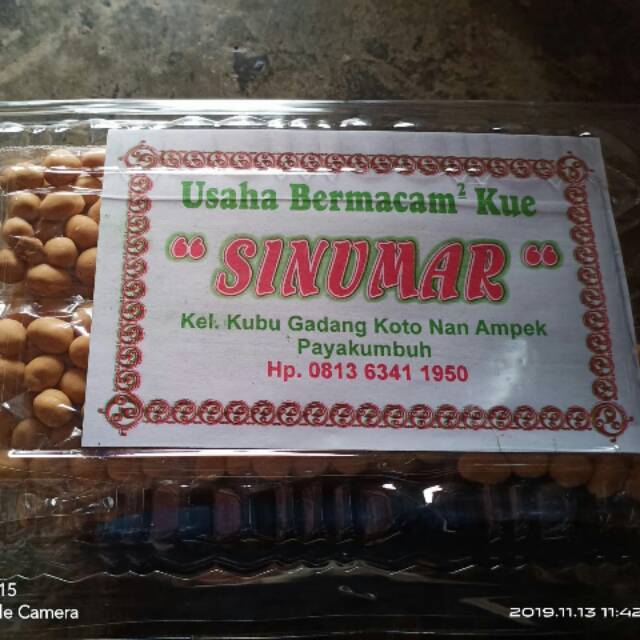 Usaha Bermacam² Kue
“ SINUMAR “
Kel. Kubu Gadang Koto Nan Ampek
Payakumbuh
Hp. 0813 6341 1950
15
le Camera
2019.11.13 11:42